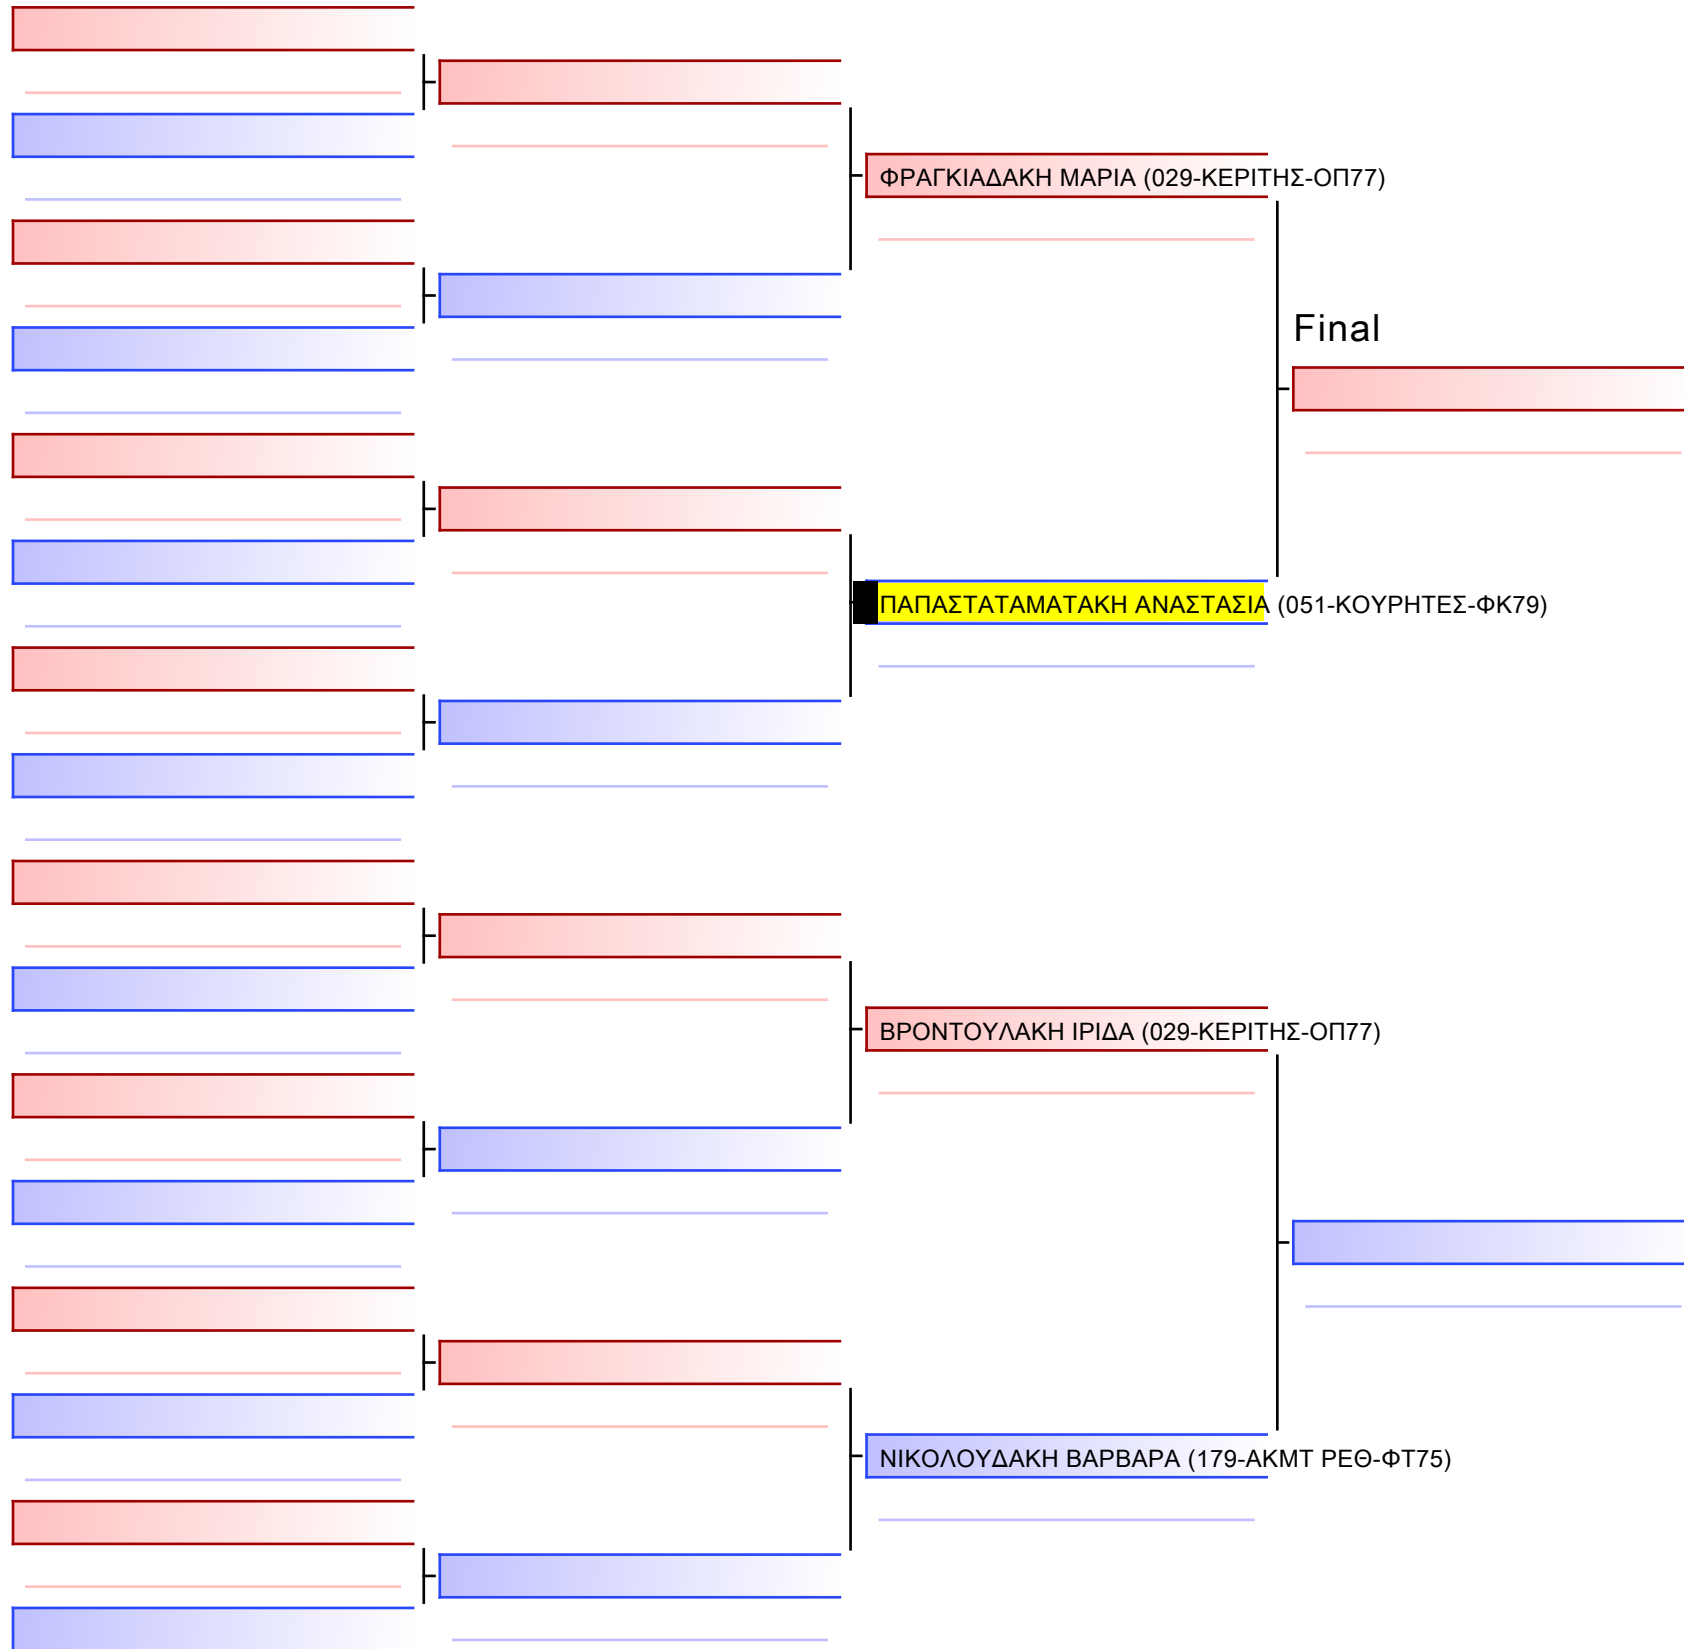 ΦΡΑΓΚΙΑΔΑΚΗ ΜΑΡΙΑ (029-ΚΕΡΙΤΗΣ-ΟΠ77)
Final
ΠΑΠΑΣΤΑΤΑΜΑΤΑΚΗ ΑΝΑΣΤΑΣΙΑ (051-ΚΟΥΡΗΤΕΣ-ΦΚ79)
ΒΡΟΝΤΟΥΛΑΚΗ ΙΡΙΔΑ (029-ΚΕΡΙΤΗΣ-ΟΠ77)
ΝΙΚΟΛΟΥΔΑΚΗ ΒΑΡΒΑΡΑ (179-ΑΚΜΤ ΡΕΘ-ΦΤ75)